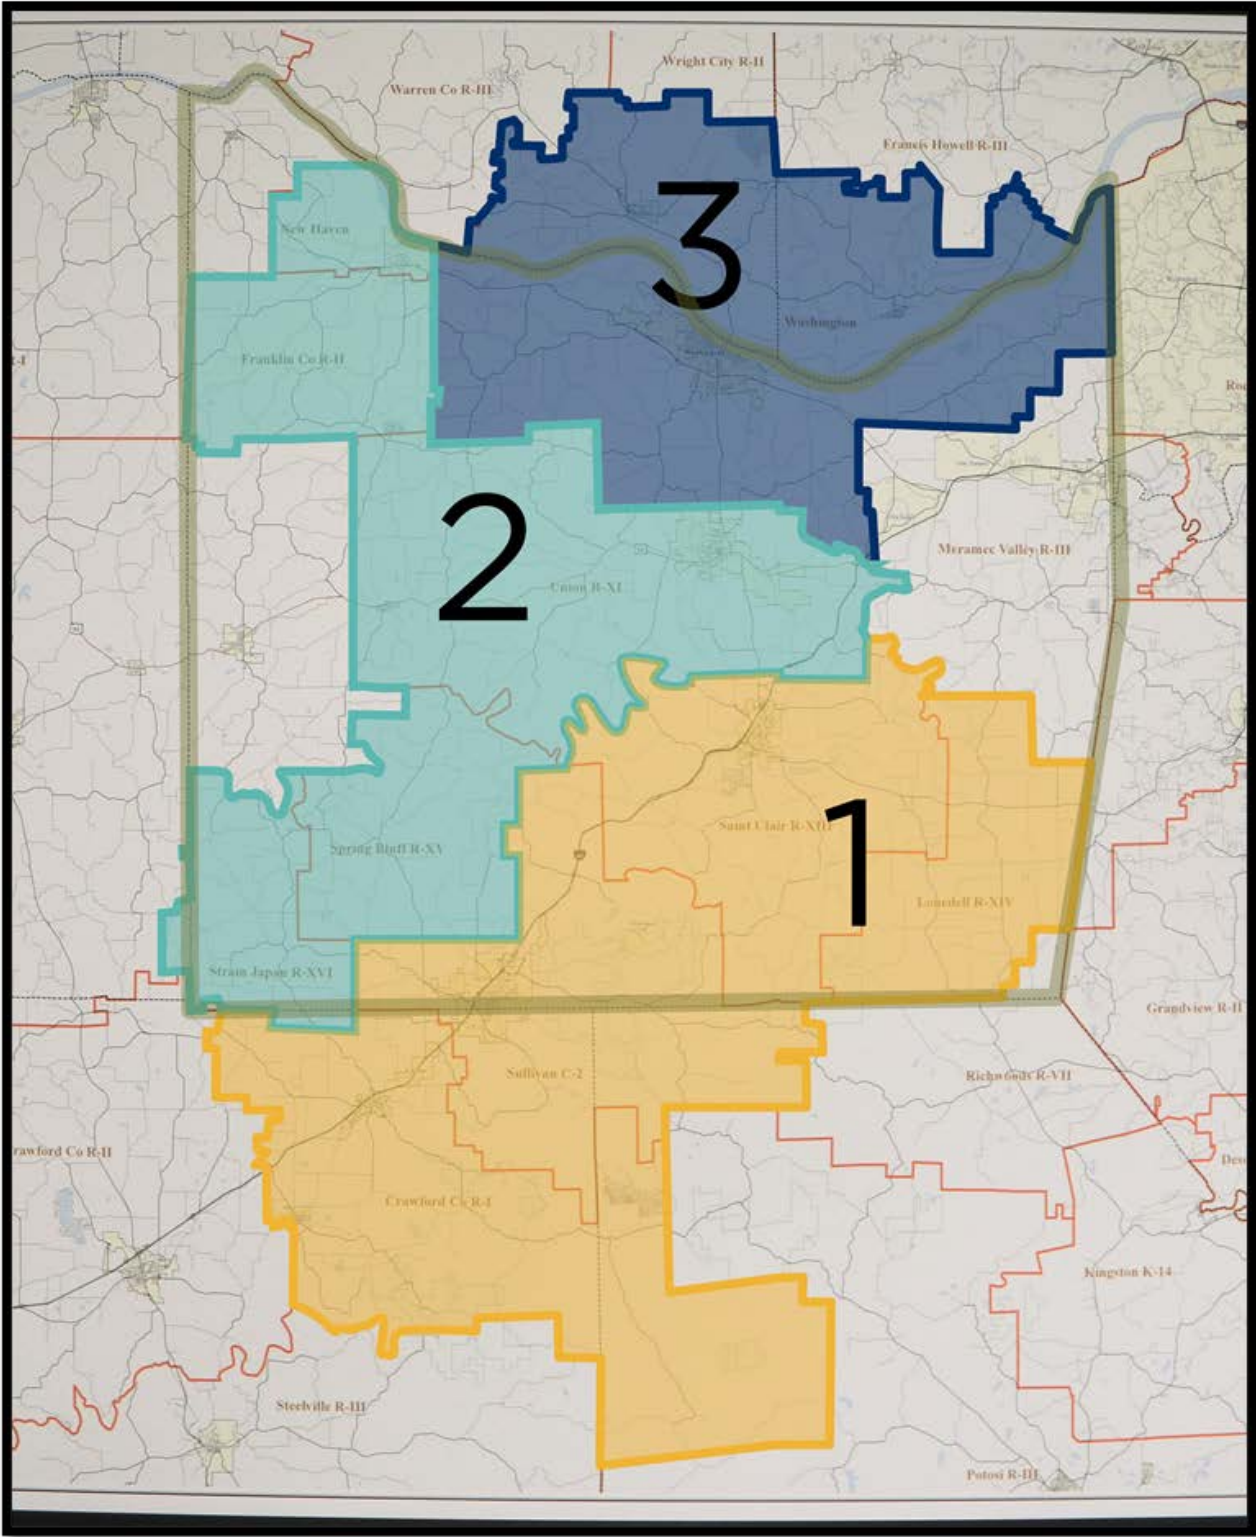 Wright City R-II
Warren Co R-III
Francis Howell R-III
3
New Haven
Washington
Franklin Co R-II
2
Meramec Valley R-III
Union R-XI
Saint Clair R-XIII
1
Spring Bluff R-XV
Lonedell R-XIV
Strain Japan R-XVI
Grandview R-II
Sullivan C-2
Richwoods R-VII
rawford Co R-II
Crawford Co R-I
Kingston K-14
Steelville R-III
Potosi R-III